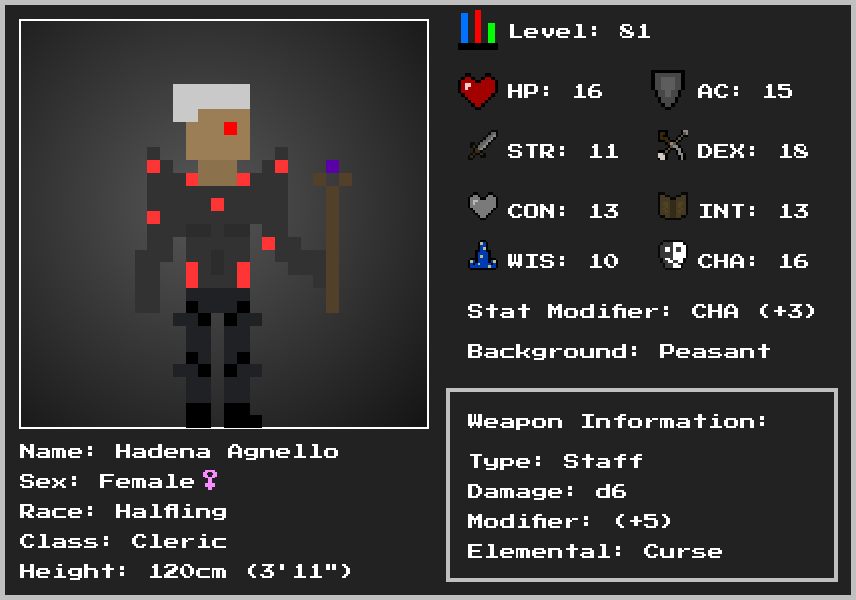 Level: 81
HP: 16
AC: 15
STR: 11
DEX: 18
CON: 13
INT: 13
WIS: 10
CHA: 16
Stat Modifier: CHA (+3)
Background: Peasant
Weapon Information:
Type: Staff
Damage: d6
Modifier: (+5)
Elemental: Curse
Name: Hadena Agnello
Sex: Female♀
Race: Halfling
Class: Cleric
Height: 120cm (3'11")